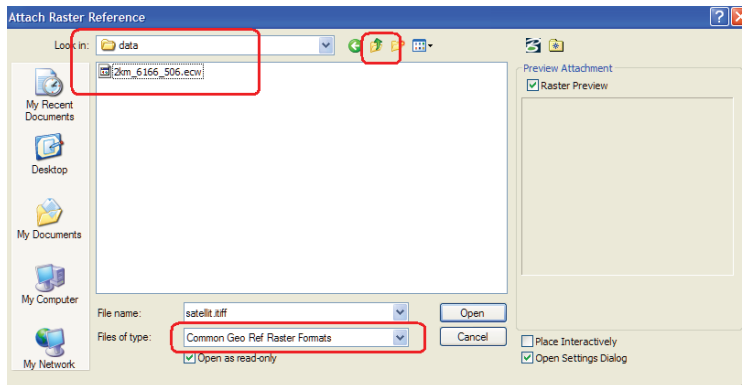 Attach Raster Reference
Look in:
data
2km_6166_506.ecw
My Recent
Documents
Desktop
My Documents
My Computer
My Network
File name:
satellit.tiff
Open
Files of type:
Common Geo Ref Raster Formats
Cancel
Open as read-only
Preview Attachment
Raster Preview
Place Interactively
Open Settings Dialog